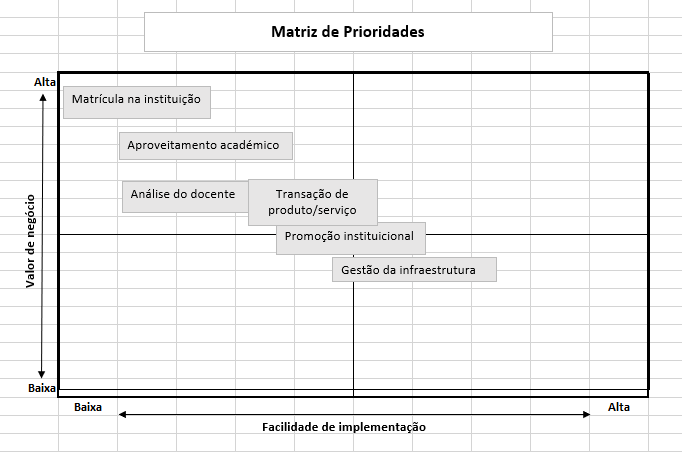 Matriz de Prioridades
Alta
Matrícula na instituição
Aproveitamento académico
Análise do docente
Transação de
produto/serviço
Promoção instituicional
Gestão da infraestrutura
Valor de negócio
Baixa
Baixa
Alta
Facilidade de implementação